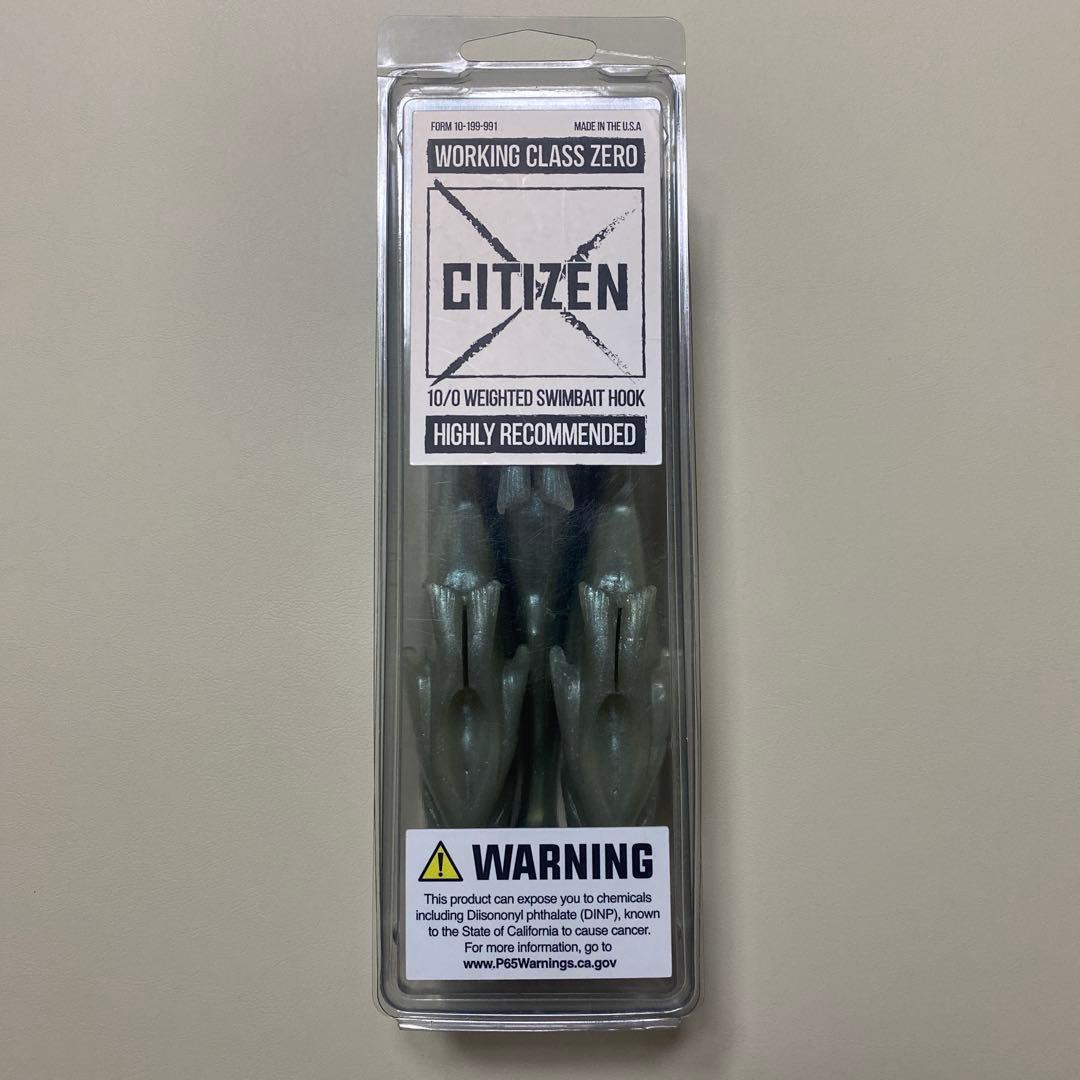 FORM 10-199-991 MADE IN THE U.S.A
WORKING CLASS ZERO
CITIZEN
10/0 WEIGHTED SWIMBAIT HOOK
HIGHLY RECOMMENDED
WARNING
This product can expose you to chemicals
including Diisononyl phthalate (DINP), known
to the State of California to cause cancer.
For more information, go to
www.P65Warnings.ca.gov